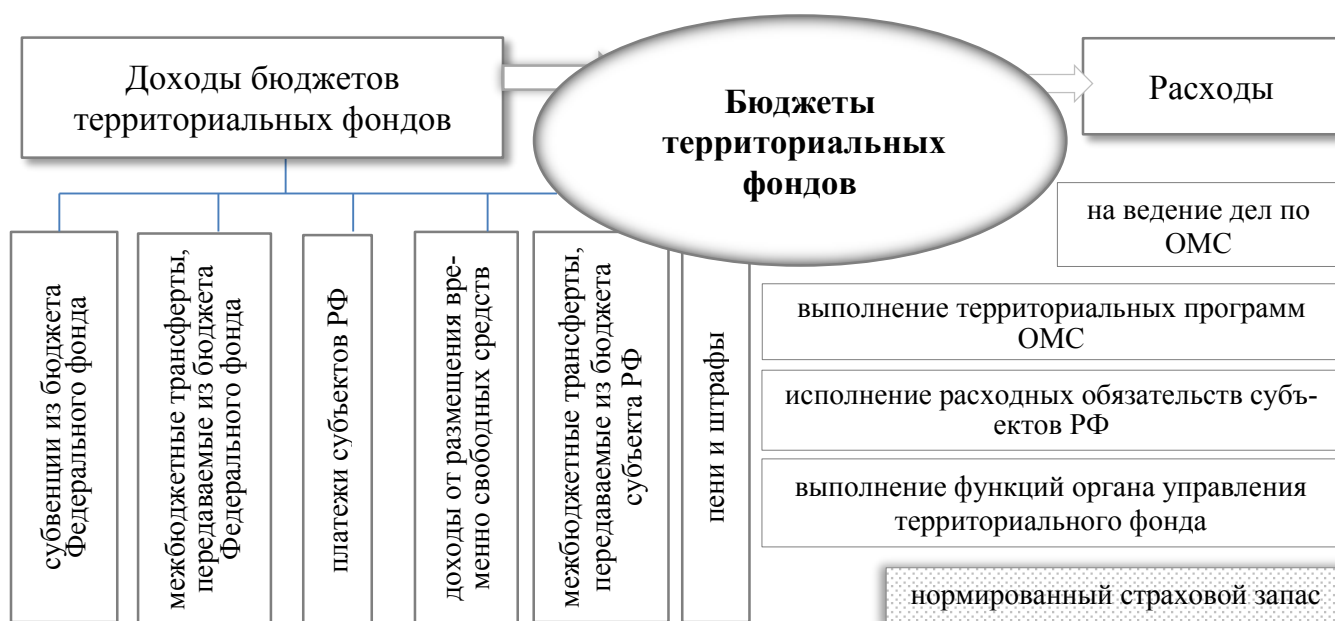 Доходы бюджетов
территориальных фондов
Бюджеты
территориальных
фондов
Расходы
субвенции из бюджета
Федерального фонда
межбюджетные трансферты,
передаваемые из бюджета
Федерального фонда
платежи субъектов РФ
доходы от размещения вре-
менно свободных средств
межбюджетные трансферты,
передаваемые из бюджета
субъекта РФ
пени и штрафы
на ведение дел по
ОМС
выполнение территориальных программ
ОМС
исполнение расходных обязательств субъ-
ектов РФ
выполнение функций органа управления
территориального фонда
нормированный страховой запас